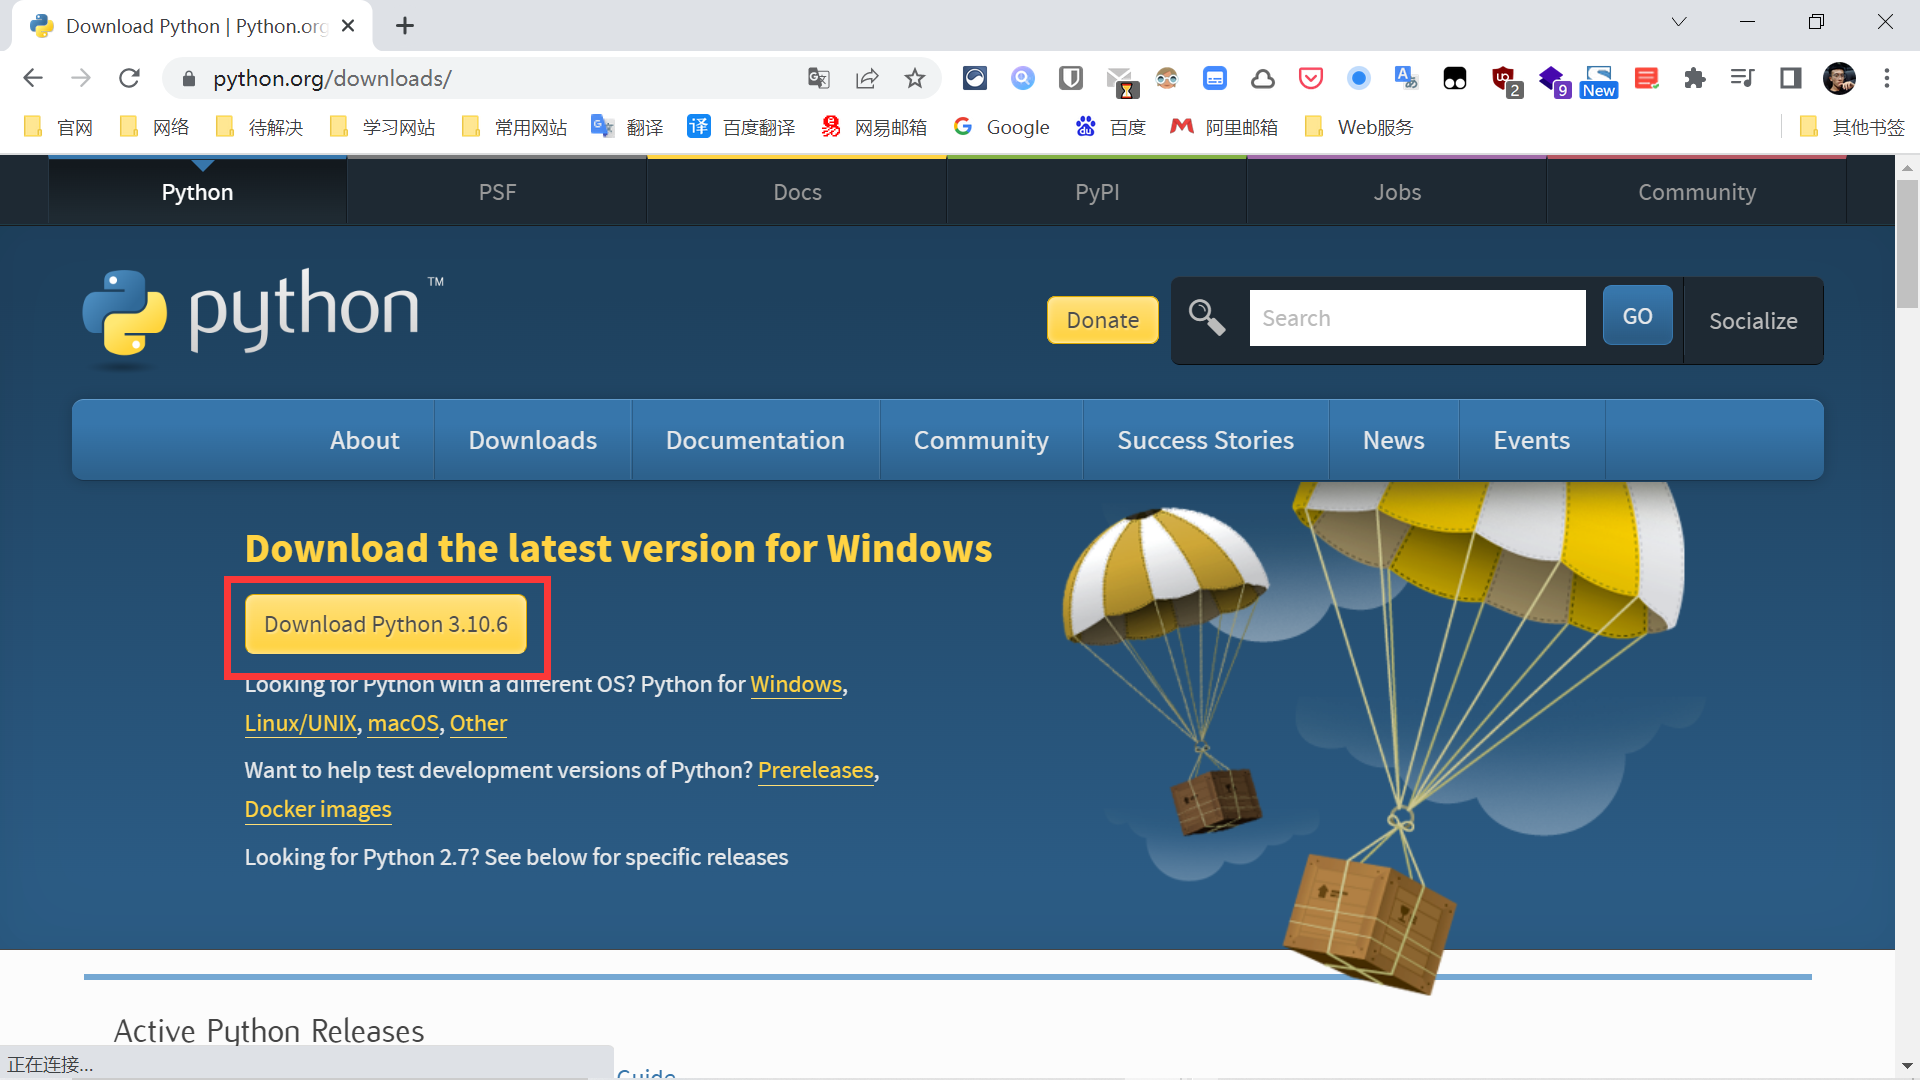 Download Python | Python.org
python.org/downloads/
2
9
New
官网
网络
待解决
学习网站
常用网站
翻译
百度翻译
网易邮箱
Google
百度
阿里邮箱
Web服务
其他书签
Python
PSF
Docs
PyPI
Jobs
Community
python™
Donate
Search
GO
Socialize
About
Downloads
Documentation
Community
Success Stories
News
Events
Download the latest version for Windows
Download Python 3.10.6
Looking for Python with a different OS? Python for Windows,
Linux/UNIX, macOS, Other
Want to help test development versions of Python? Prereleases,
Docker images
Looking for Python 2.7? See below for specific releases
Active Python Releases
正在连接...
Guide